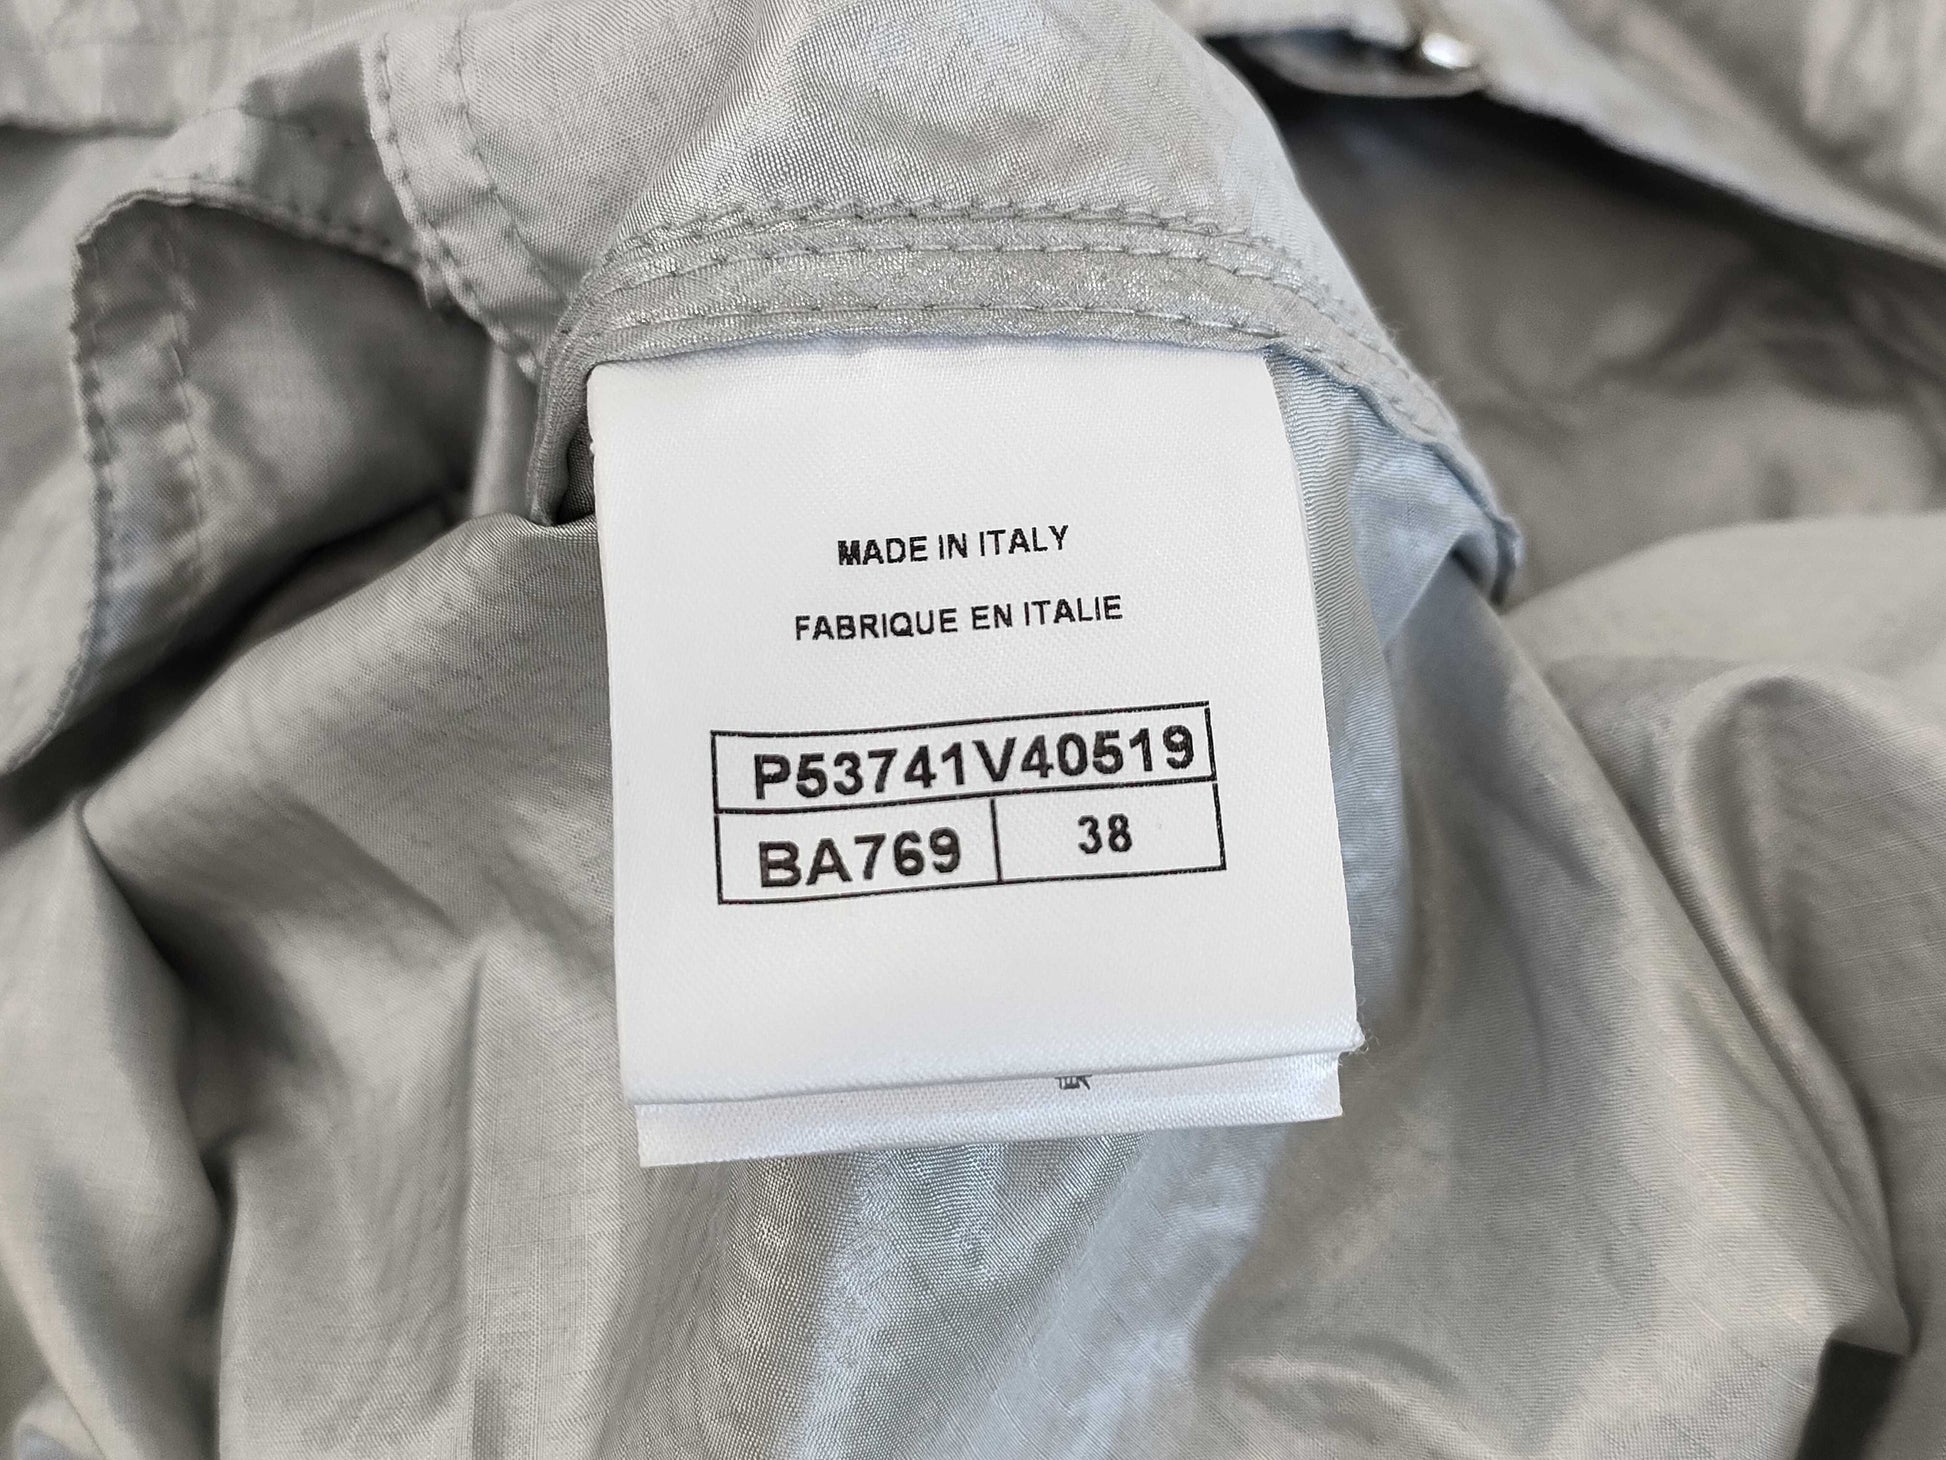 MADE IN ITALY
FABRIQUE EN ITALIE
P53741V40519
BA769 38